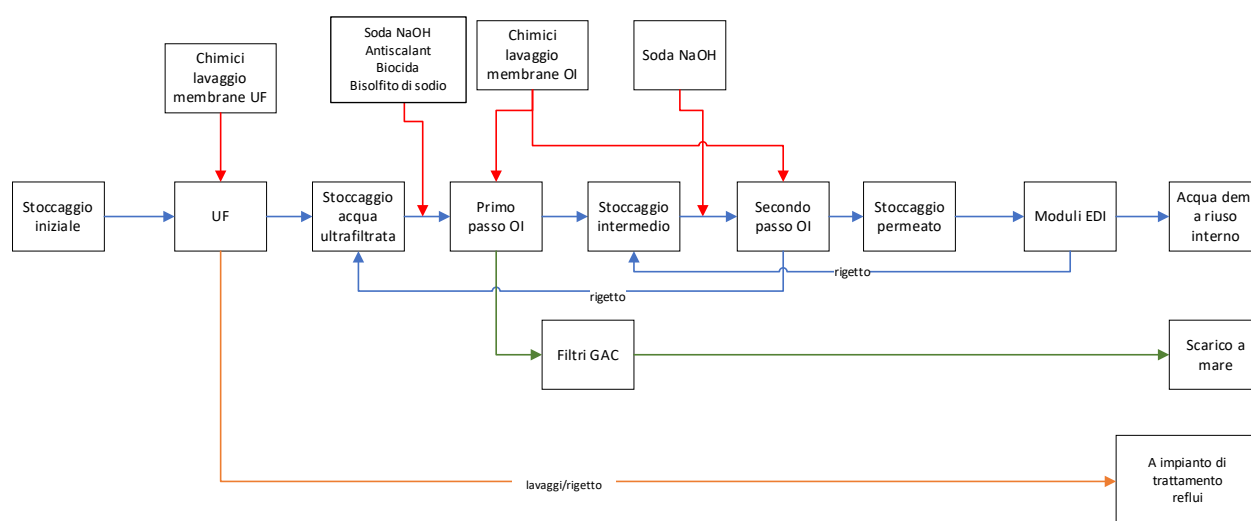 Chimici
lavaggio
membrane UF
Soda NaOH
Antiscalant
Biocida
Bisolfito di sodio
Chimici
lavaggio
membrane OI
Soda NaOH
Stoccaggio
iniziale
UF
Stoccaggio
acqua
ultrafiltrata
Primo
passo OI
Stoccaggio
intermedio
Secondo
passo OI
Stoccaggio
permeato
Moduli EDI
Acqua demi
a riuso
interno
rigetto
rigetto
Filtri GAC
Scarico a
mare
lavaggi/rigetto
A impianto di
trattamento
reflui